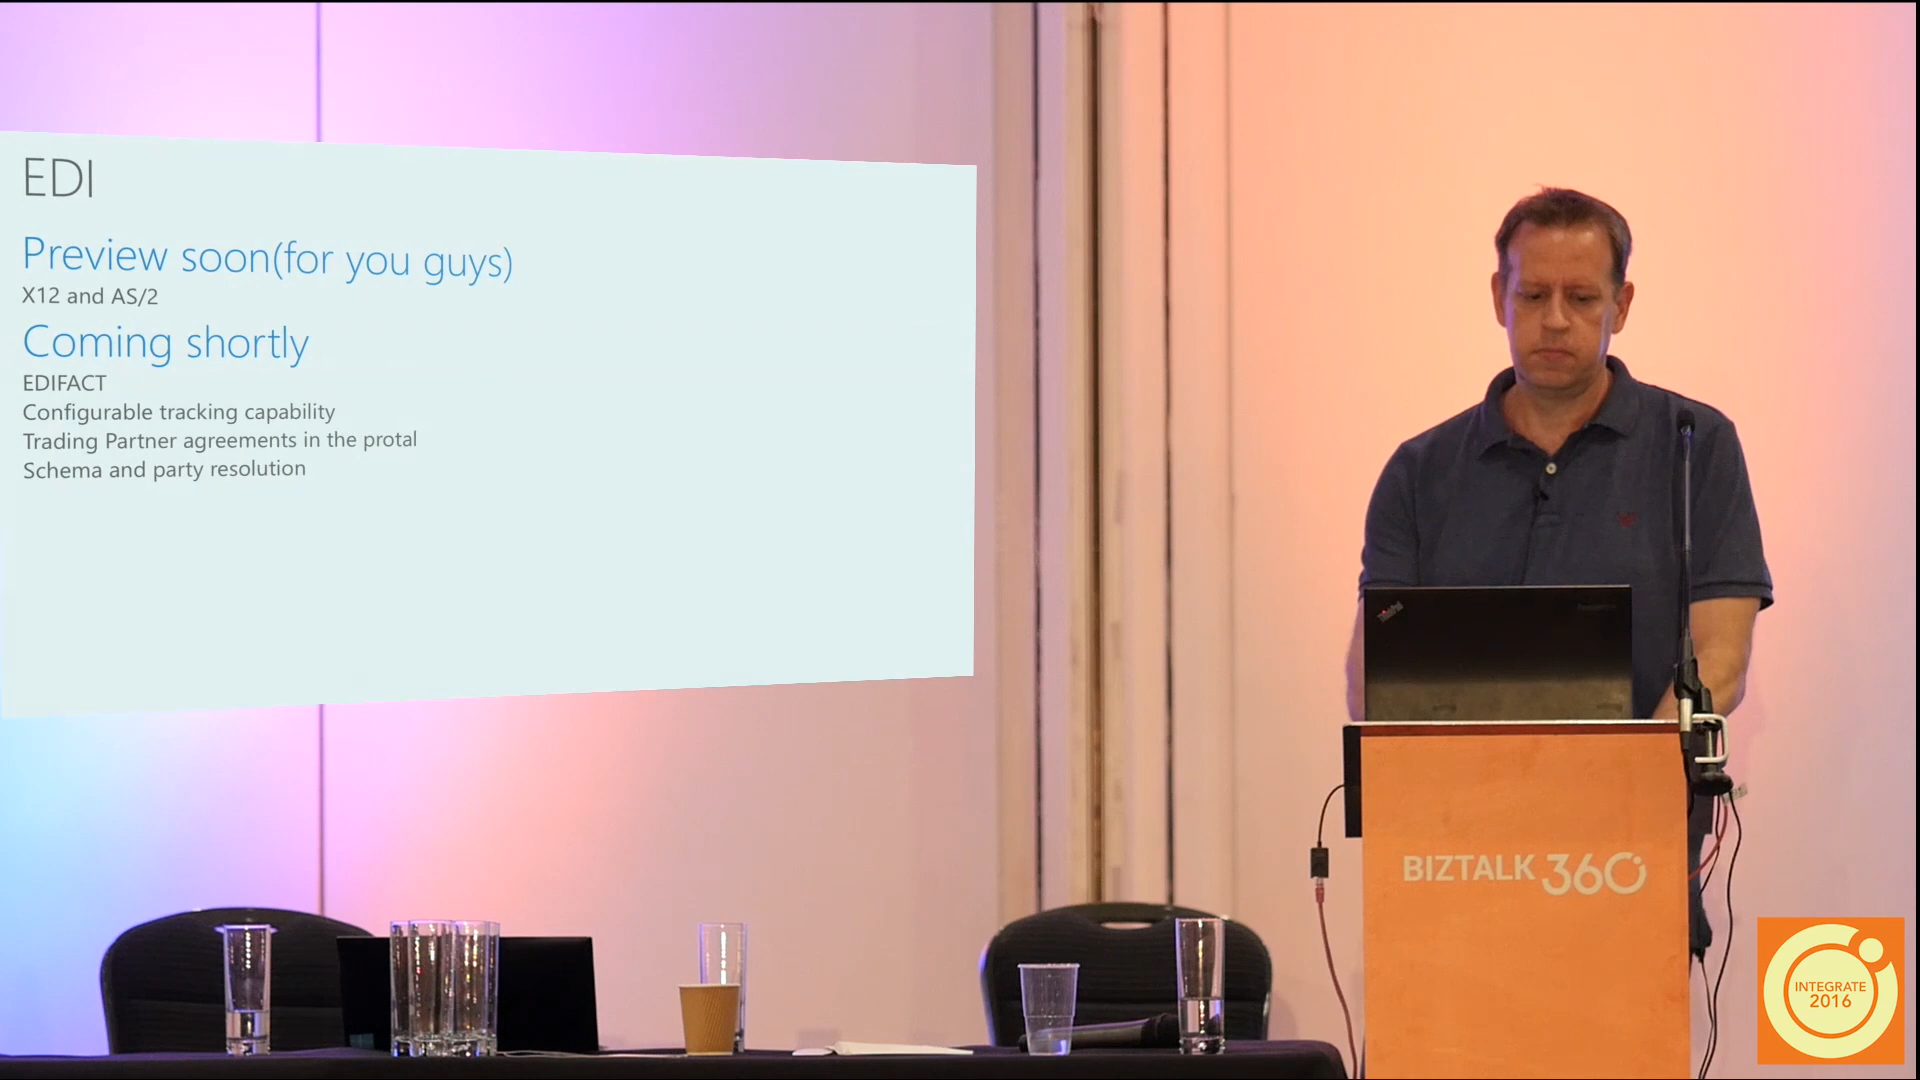 EDI
Preview soon(for you guys)
X12 and AS/2
Coming shortly
EDIFACT
Configurable tracking capability
Trading Partner agreements in the protal
Schema and party resolution
ThinkPad
BIZTALK 360
INTEGRATE
2016